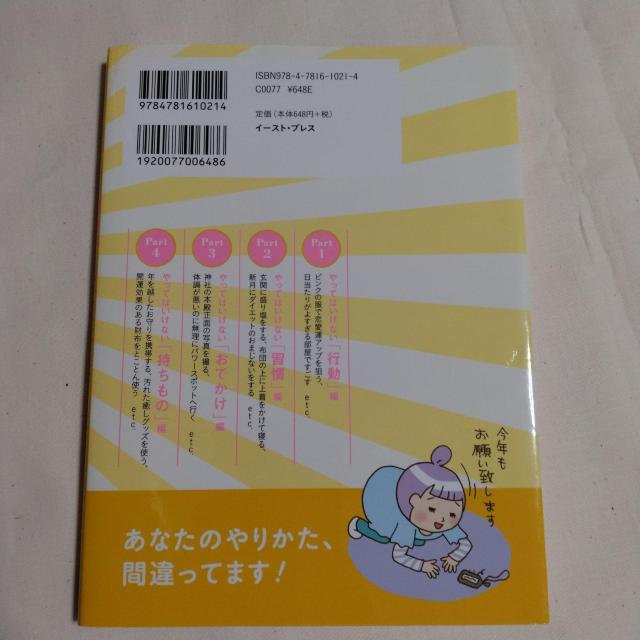 ISBN978-4-7816-1021-4
C0077 ¥648E
定価(本体648円+税)
イースト・プレス
9784781610214
1920077006486
Part 1
やってはいけない「行動」編
ピンクの服で恋愛運アップを狙う、
日当たりがよすぎる部屋ですごす etc.
Part 2
やってはいけない「習慣」編
玄関に盛り塩をする、布団の上に上着をかけて寝る、
新月にダイエットのおまじないをする etc.
Part 3
やってはいけない「おでかけ」編
神社の本殿正面の写真を撮る、
体調が悪いのに無理にパワースポットへ行く etc.
Part 4
やってはいけない「持ちもの」編
年を越したお守りを携帯する、汚れた癒しグッズを使う、
開運効果のある財布をとことん使う etc.
今年も
お願い致します
あなたのやりかた、
間違ってます!